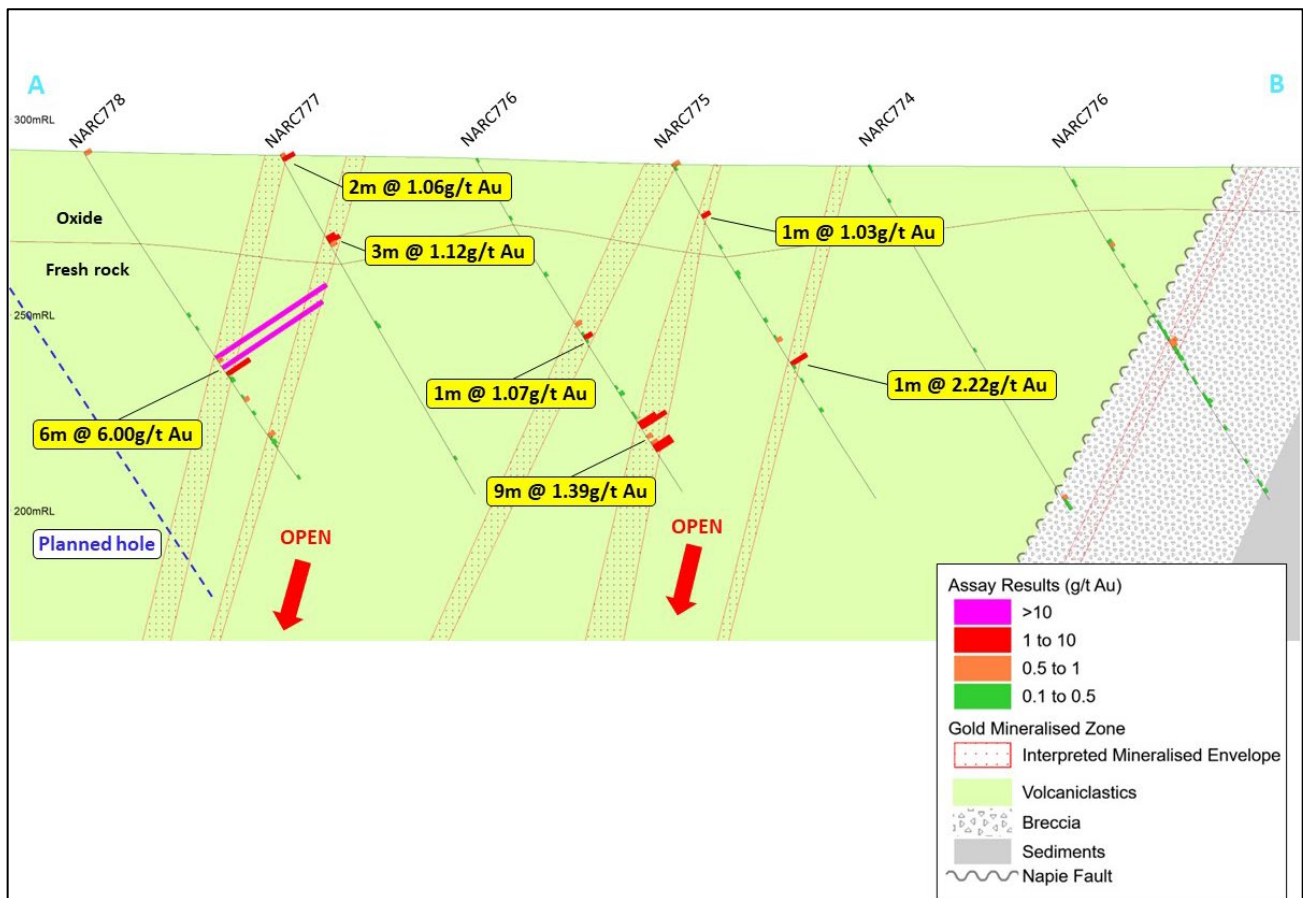 A
B
NARC778
NARC777
NARC776
NARC775
NARC774
NARC776
300mRL
2m @ 1.06g/t Au
Oxide
1m @ 1.03g/t Au
3m @ 1.12g/t Au
Fresh rock
250mRL
1m @ 2.22g/t Au
1m @ 1.07g/t Au
6m @ 6.00g/t Au
9m @ 1.39g/t Au
200mRL
Planned hole
OPEN
OPEN
Assay Results (g/t Au)
>10
1 to 10
0.5 to 1
0.1 to 0.5
Gold Mineralised Zone
Interpreted Mineralised Envelope
Volcaniclastics
Breccia
Sediments
Napie Fault